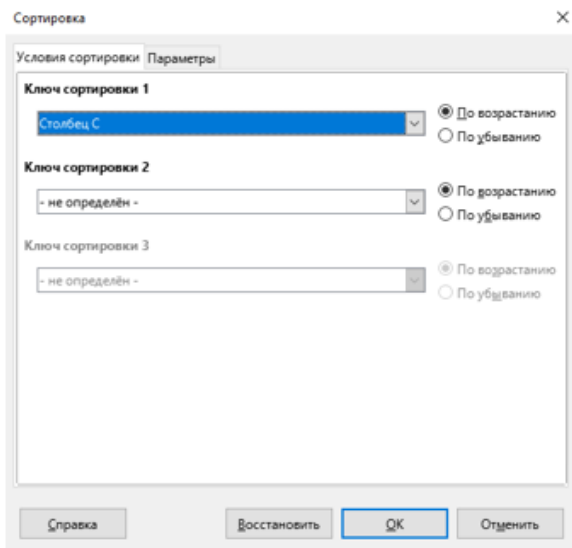 Сортировка
Условия сортировки Параметры
Ключ сортировки 1
Столбец C
По возрастанию
По убыванию
Ключ сортировки 2
- не определён -
По возрастанию
По убыванию
Ключ сортировки 3
- не определён -
По возрастанию
По убыванию
Справка Восстановить OK Отменить